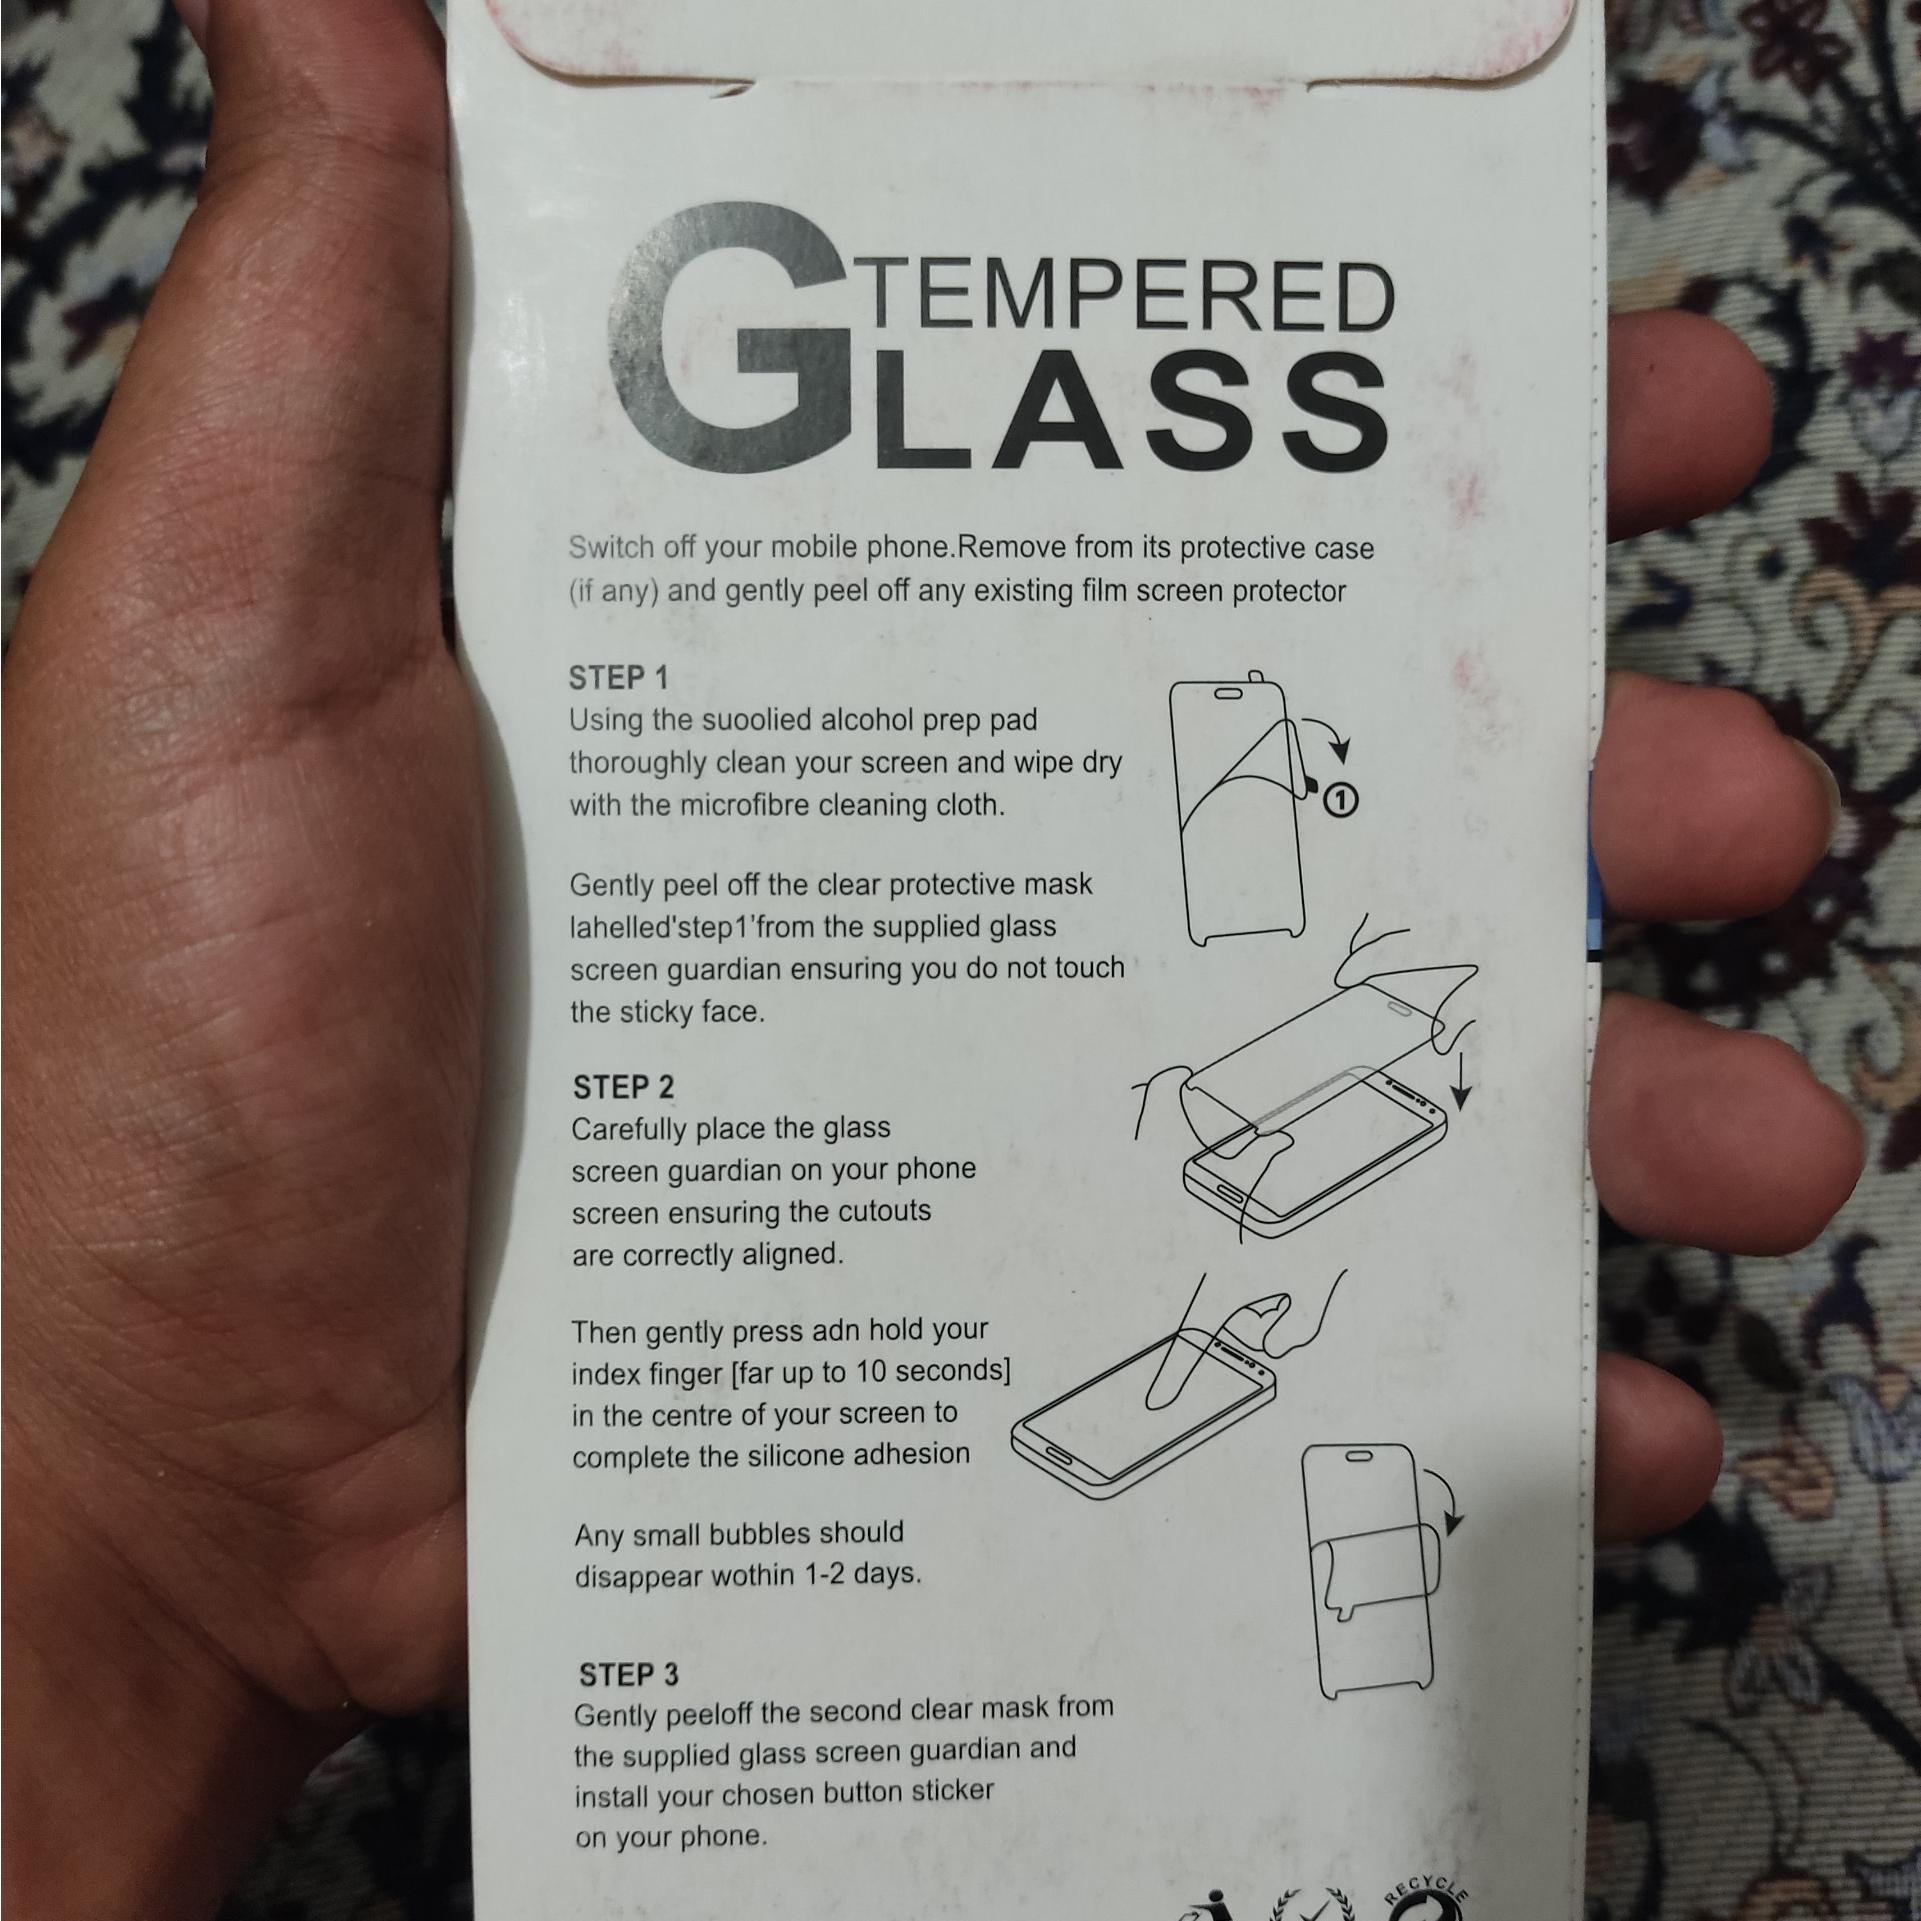 TEMPERED
GLASS
Switch off your mobile phone.Remove from its protective case
(if any) and gently peel off any existing film screen protector
STEP 1
Using the suoolied alcohol prep pad
thoroughly clean your screen and wipe dry
with the microfibre cleaning cloth.
1
Gently peel off the clear protective mask
lahelled'step1'from the supplied glass
screen guardian ensuring you do not touch
the sticky face.
STEP 2
Carefully place the glass
screen guardian on your phone
screen ensuring the cutouts
are correctly aligned.
Then gently press adn hold your
index finger [far up to 10 seconds]
in the centre of your screen to
complete the silicone adhesion
Any small bubbles should
disappear wothin 1-2 days.
STEP 3
Gently peeloff the second clear mask from
the supplied glass screen guardian and
install your chosen button sticker
on your phone.
RECYCLE